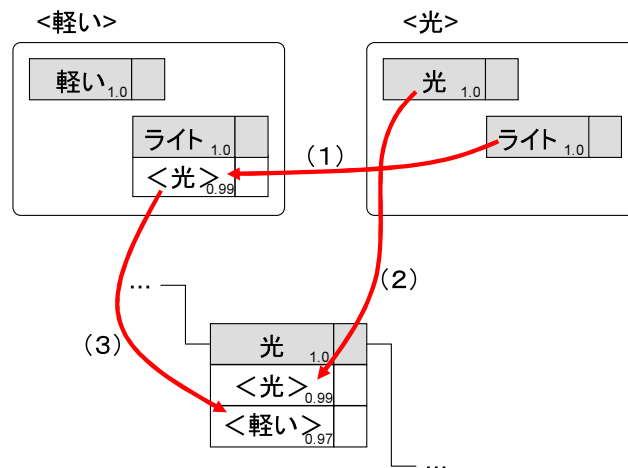 <軽い>
<光>
軽い 1.0
光 1.0
ライト 1.0
ライト 1.0
(1)
＜光＞ 0.99
(2)
...
(3)
光 1.0
＜光＞ 0.99
＜軽い＞ 0.97
...